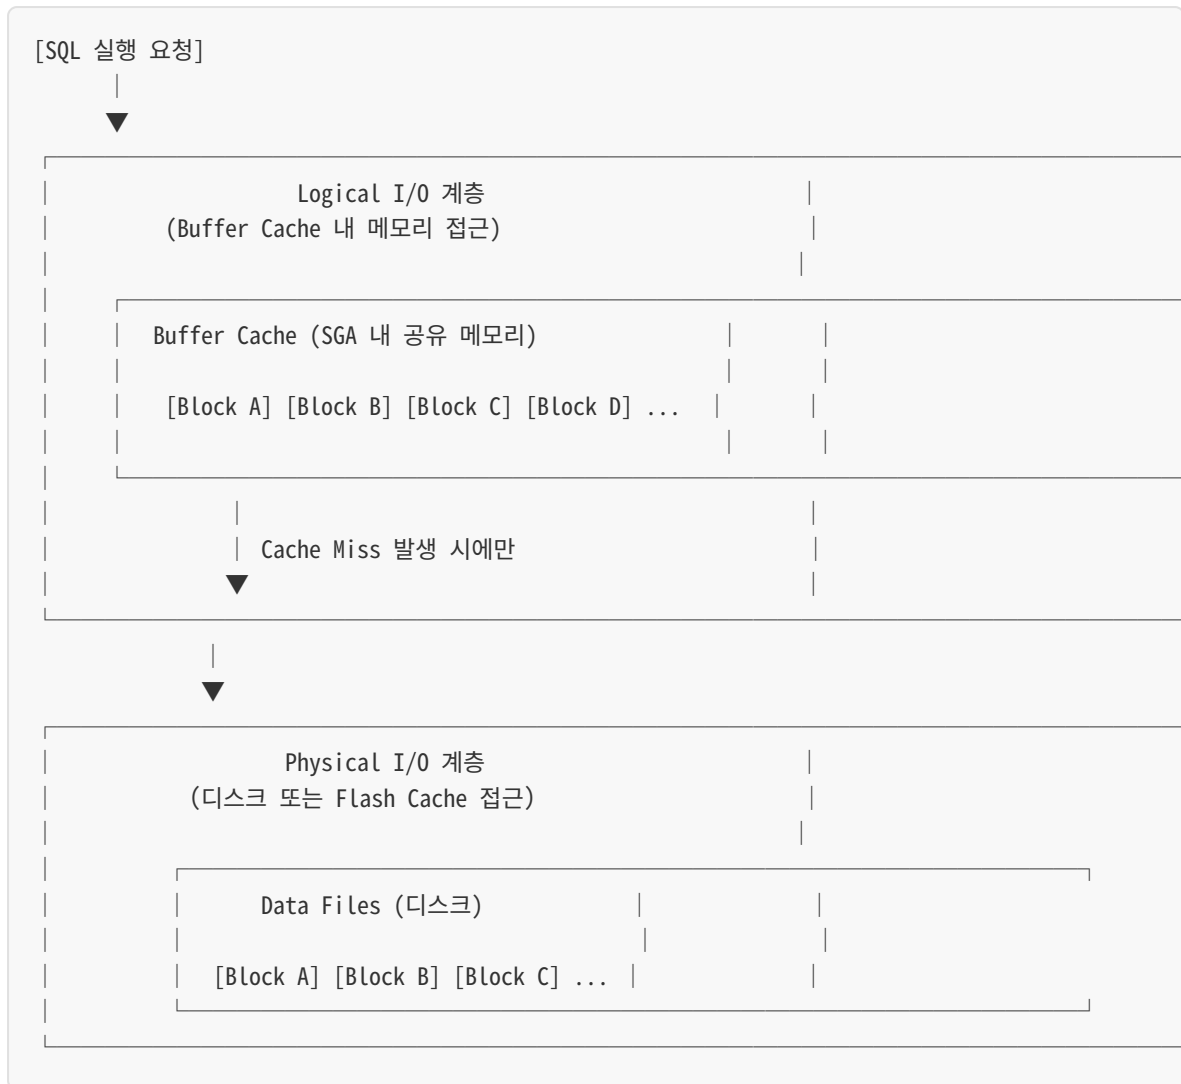 [SQL 실행 요청]
Logical I/O 계층
(Buffer Cache 내 메모리 접근)
Buffer Cache (SGA 내 공유 메모리)
[Block A] [Block B] [Block C] [Block D] ...
Cache Miss 발생 시에만
Physical I/O 계층
(디스크 또는 Flash Cache 접근)
Data Files (디스크)
[Block A] [Block B] [Block C] ...